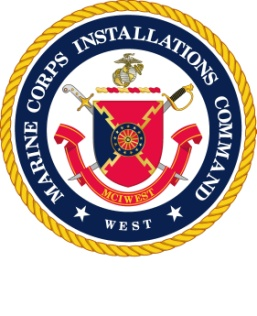 MARINE CORPS INSTALLATIONS COMMAND
MCIWEST
WEST